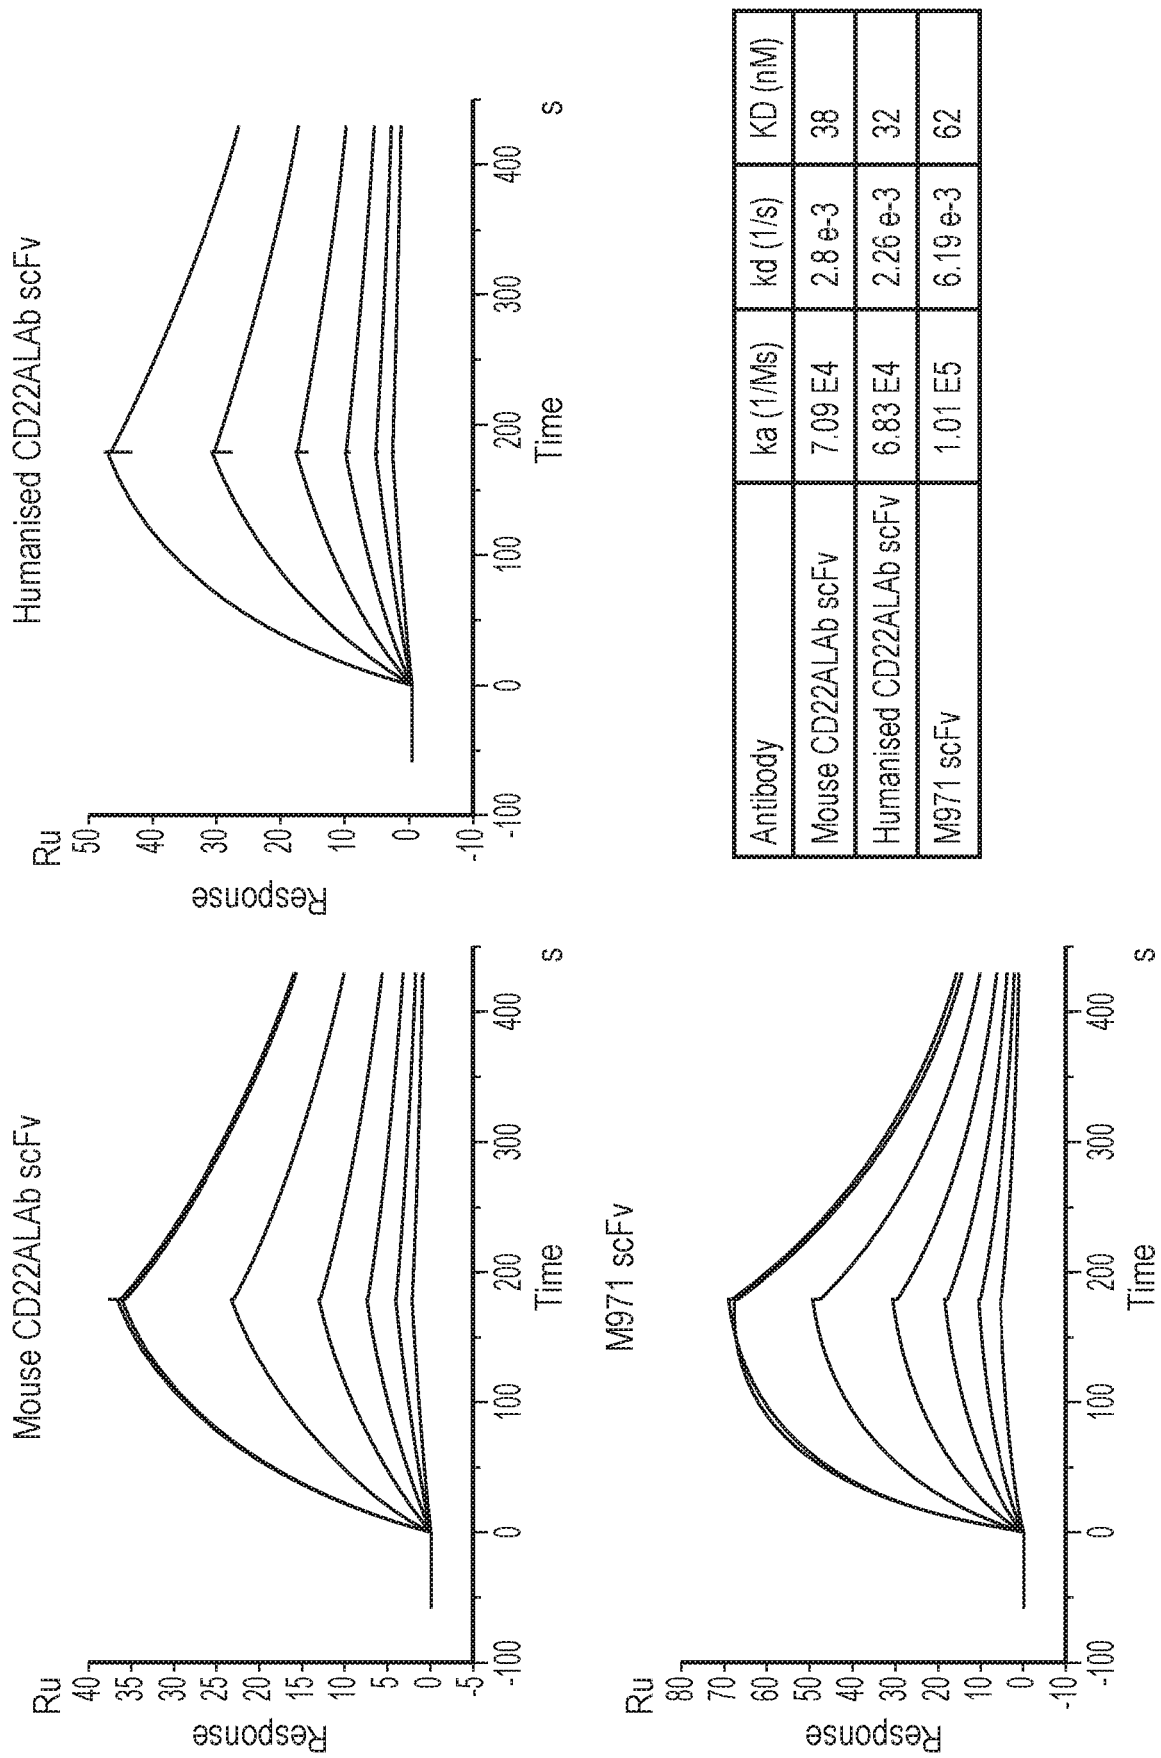 Mouse CD22ALAb scFv
Ru
40
35
30
25
20
15
10
5
0
-5
Response
-100
0
100
200
300
400
Time
s
Humanised CD22ALAb scFv
Ru
50
40
30
20
10
0
-10
Response
-100
0
100
200
300
400
Time
s
M971 scFv
Ru
80
70
60
50
40
30
20
10
0
-10
Response
-100
0
100
200
300
400
Time
s
Antibody ka (1/Ms) kd (1/s) KD (nM)
Mouse CD22ALAb scFv 7.09 E4 2.8 e-3 38
Humanised CD22ALAb scFv 6.83 E4 2.26 e-3 32
M971 scFv 1.01 E5 6.19 e-3 62